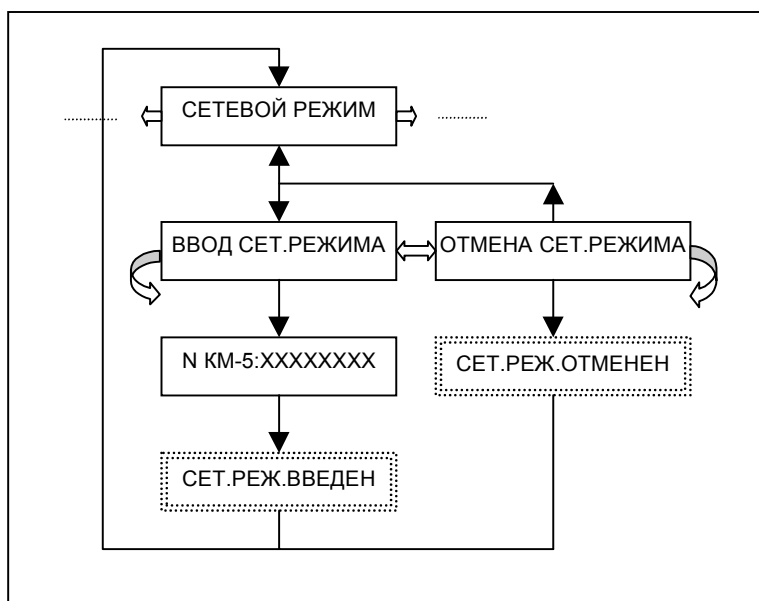 СЕТЕВОЙ РЕЖИМ
ВВОД СЕТ.РЕЖИМА
ОТМЕНА СЕТ.РЕЖИМА
N КМ-5:XXXXXXXX
СЕТ.РЕЖ.ОТМЕНЕН
СЕТ.РЕЖ.ВВЕДЕН